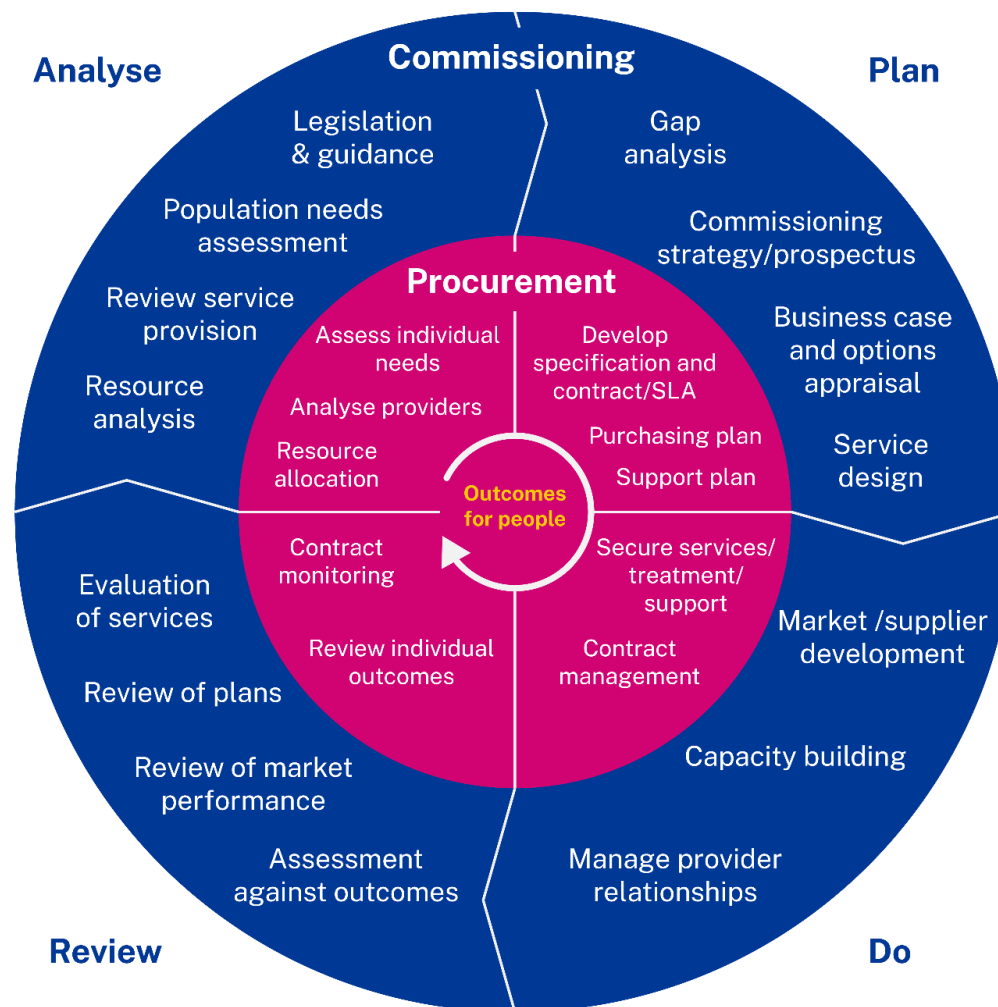 Analyse
Commissioning
Plan
Legislation
& guidance
Gap
analysis
Population needs
assessment
Commissioning
strategy/prospectus
Review service
provision
Business case
and options
appraisal
Resource
analysis
Service
design
Procurement
Assess individual
needs
Develop
specification and
contract/SLA
Analyse providers
Purchasing plan
Resource
allocation
Support plan
Outcomes
for people
Contract
monitoring
Secure services/
treatment/
support
Review individual
outcomes
Contract
management
Evaluation
of services
Market /supplier
development
Review of plans
Capacity building
Review of market
performance
Assessment
against outcomes
Manage provider
relationships
Review
Do